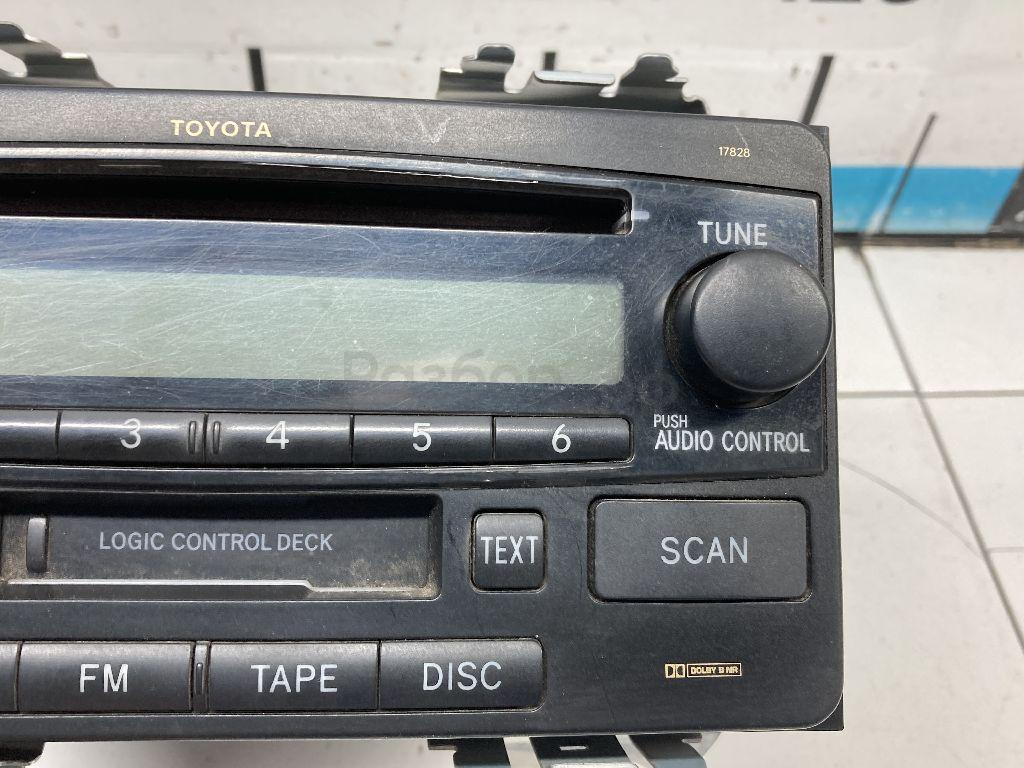 TOYOTA
17828
TUNE
Разбор
3 4 5 6
PUSH
AUDIO CONTROL
LOGIC CONTROL DECK
TEXT
SCAN
FM TAPE DISC
DOLBY B NR